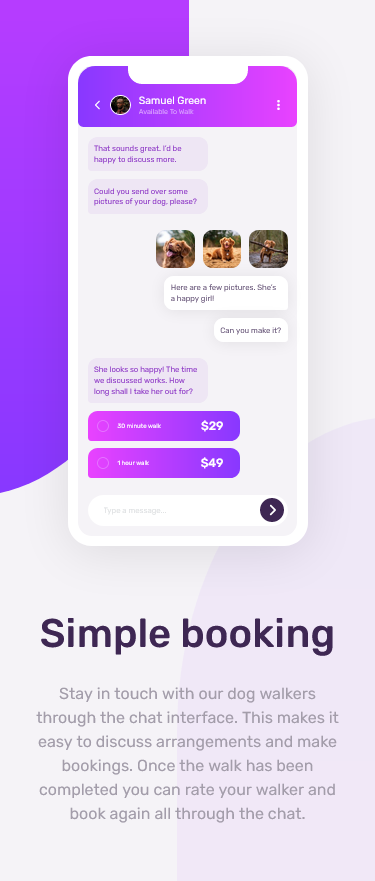 Samuel Green
Available To Walk
That sounds great. I'd be
happy to discuss more.
Could you send over some
pictures of your dog, please?
Here are a few pictures. She's
a happy girl!
Can you make it?
She looks so happy! The time
we discussed works. How
long shall I take her out for?
30 minute walk $29
1 hour walk $49
Type a message...
Simple booking
Stay in touch with our dog walkers
through the chat interface. This makes it
easy to discuss arrangements and make
bookings. Once the walk has been
completed you can rate your walker and
book again all through the chat.